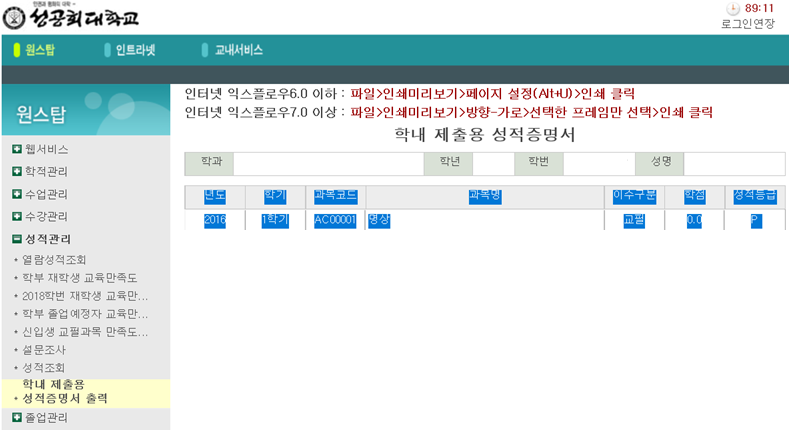 인권과 평화의 대학 ~
성공회대학교
89:11
로그인연장
원스탑 인트라넷 교내서비스
원스탑
웹서비스
학적관리
수업관리
수강관리
성적관리
열람성적조회
학부 재학생 교육만족도
2018학번 재학생 교육만...
학부 졸업예정자 교육만...
신입생 교필과목 만족도...
설문조사
성적조회
학내 제출용
성적증명서 출력
졸업관리
인터넷 익스플로우6.0 이하 : 파일>인쇄미리보기>페이지 설정(Alt+U)>인쇄 클릭
인터넷 익스플로우7.0 이상 : 파일>인쇄미리보기>방향-가로>선택한 프레임만 선택>인쇄 클릭
학내 제출용 성적증명서
학과 학년 학번 성명
년도 학기 과목코드 과목명 이수구분 학점 성적등급
2016 1학기 AC00001 명상 교필 0.0 P